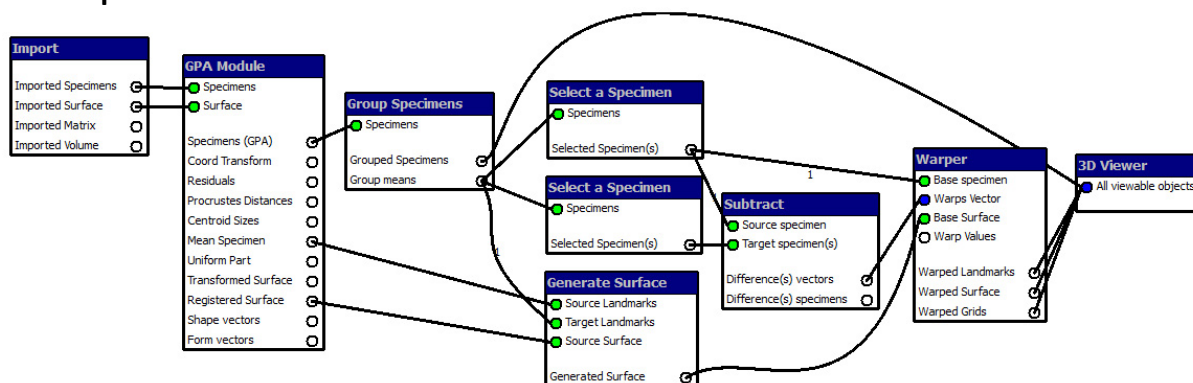 Import
Imported Specimens
Imported Surface
Imported Matrix
Imported Volume
GPA Module
Specimens
Surface
Specimens (GPA)
Coord Transform
Residuals
Procrustes Distances
Centroid Sizes
Mean Specimen
Uniform Part
Transformed Surface
Registered Surface
Shape vectors
Form vectors
Group Specimens
Specimens
Grouped Specimens
Group means
Select a Specimen
Specimens
Selected Specimen(s)
Select a Specimen
Specimens
Selected Specimen(s)
Generate Surface
Source Landmarks
Target Landmarks
Source Surface
Generated Surface
Subtract
Source specimen
Target specimen(s)
Difference(s) vectors
Difference(s) specimens
1
1
Warper
Base specimen
Warps Vector
Base Surface
Warp Values
Warped Landmarks
Warped Surface
Warped Grids
3D Viewer
All viewable objects